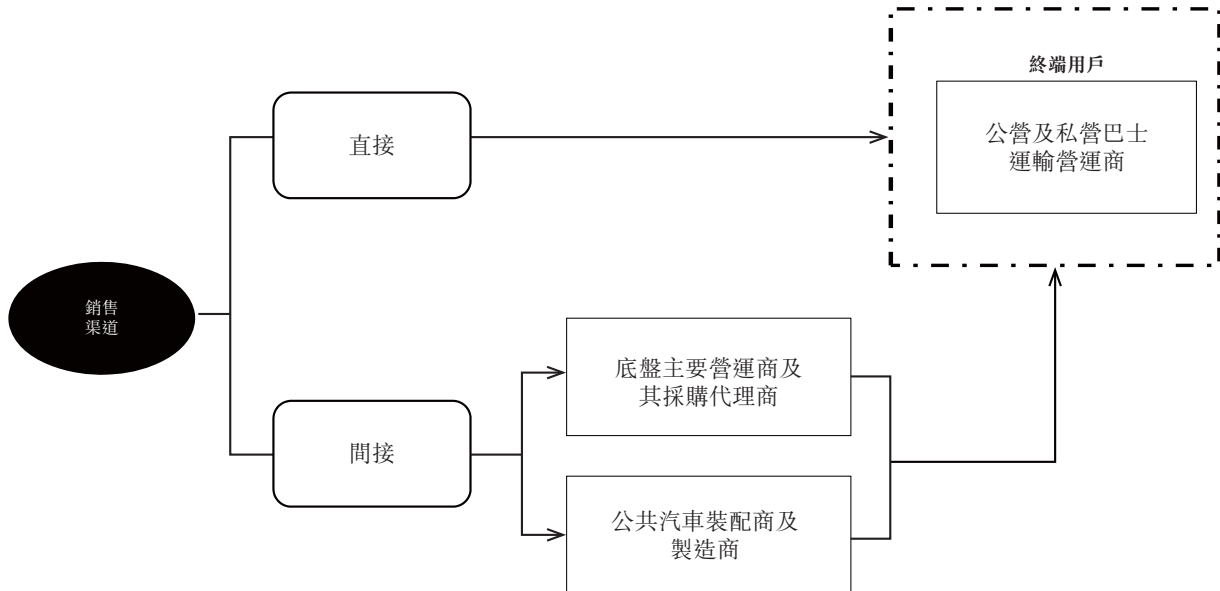 終端用戶
公營及私營巴士
運輸營運商
直接
銷售
渠道
底盤主要營運商及
其採購代理商
間接
公共汽車裝配商及
製造商